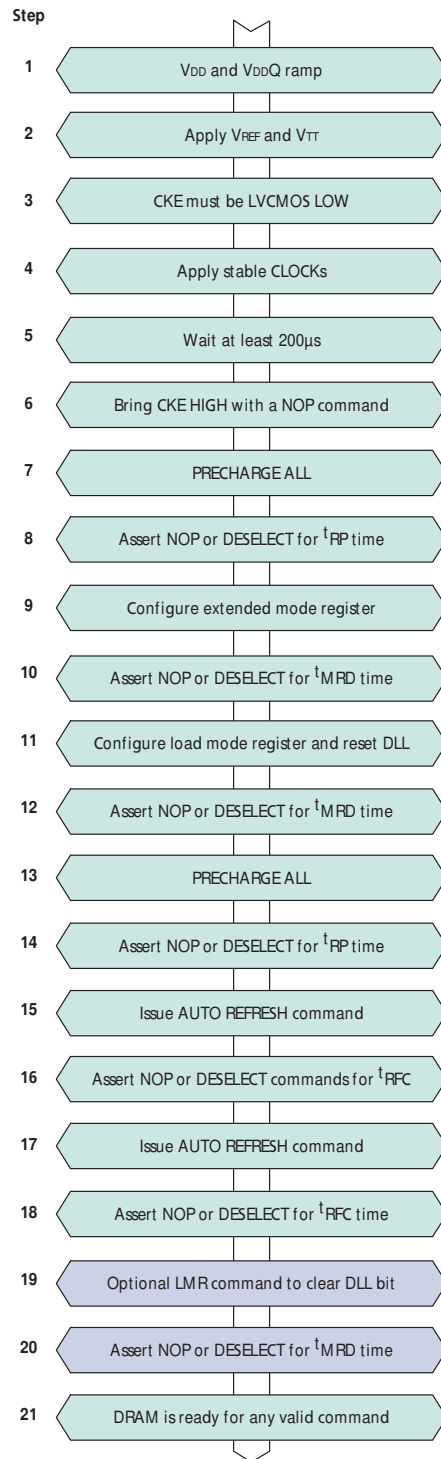 Step
1 VDD and VDDQ ramp
2 Apply VREF and VTT
3 CKE must be LVCMOS LOW
4 Apply stable CLOCKs
5 Wait at least 200μs
6 Bring CKE HIGH with a NOP command
7 PRECHARGE ALL
8 Assert NOP or DESELECT for tRP time
9 Configure extended mode register
10 Assert NOP or DESELECT for tMRD time
11 Configure load mode register and reset DLL
12 Assert NOP or DESELECT for tMRD time
13 PRECHARGE ALL
14 Assert NOP or DESELECT for tRP time
15 Issue AUTO REFRESH command
16 Assert NOP or DESELECT commands for tRFC
17 Issue AUTO REFRESH command
18 Assert NOP or DESELECT for tRFC time
19 Optional LMR command to clear DLL bit
20 Assert NOP or DESELECT for tMRD time
21 DRAM is ready for any valid command